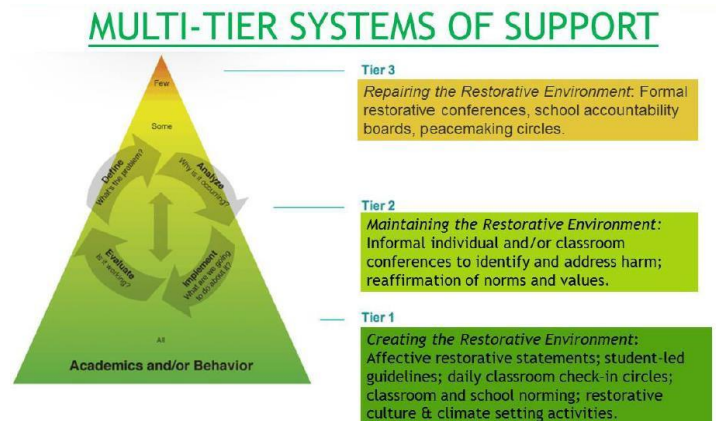 MULTI-TIER SYSTEMS OF SUPPORT
Few
Some
Define
What's the problem?
Analyze
Why is it occurring?
Implement
What are we going
to do about it?
Evaluate
Is it working?
All
Academics and/or Behavior
Tier 3
Repairing the Restorative Environment: Formal
restorative conferences, school accountability
boards, peacemaking circles.
Tier 2
Maintaining the Restorative Environment:
Informal individual and/or classroom
conferences to identify and address harm;
reaffirmation of norms and values.
Tier 1
Creating the Restorative Environment:
Affective restorative statements; student-led
guidelines; daily classroom check-in circles;
classroom and school norming; restorative
culture & climate setting activities.